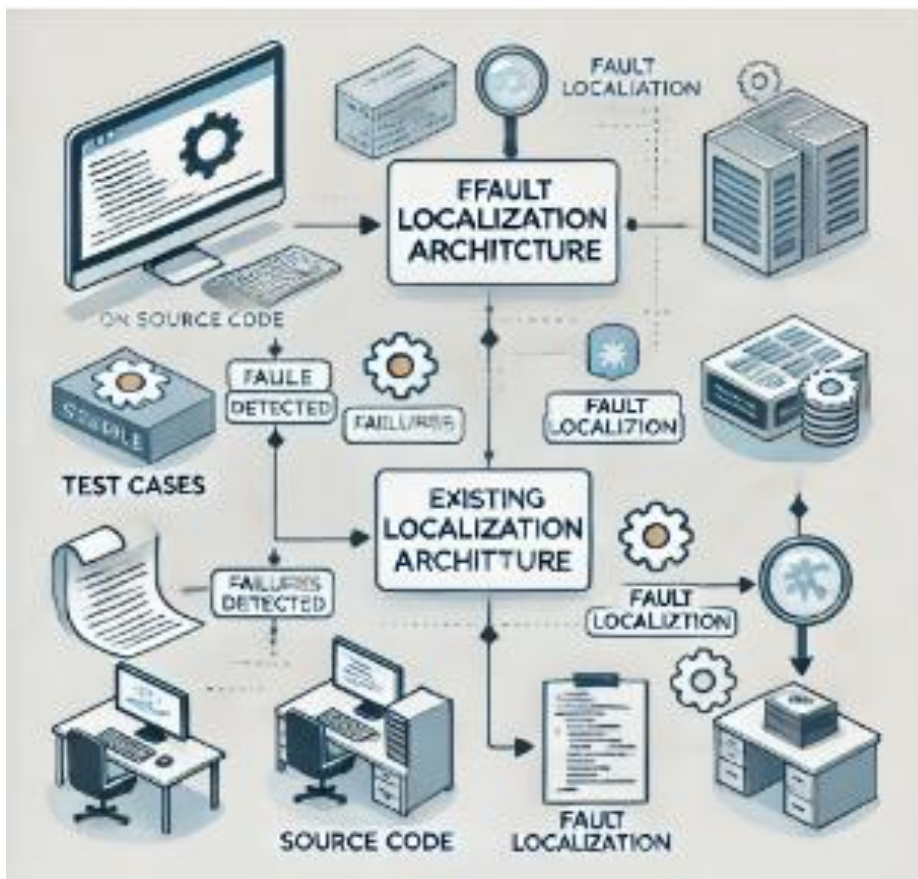 FAULT
LOCALIATION
EFAULT
LOCALIZATION
ARCHITCTURE
ON SOURCE CODE
FAULE
DETECTED
FAILURES
FAULT
LOCALIZTION
TEST CASES
EXISTING
LOCALIZATION
ARCHITTURE
FAILURES
DETECTED
FAULT
LOCALIZTION
SOURCE CODE
FAULT
LOCALIZATION